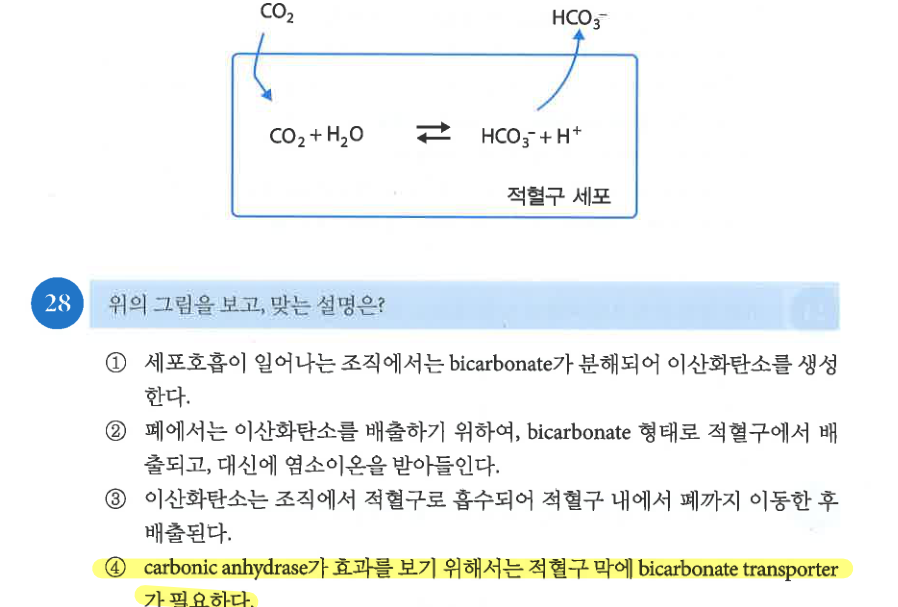 CO₂
HCO₃⁻
CO₂ + H₂O ⇄ HCO₃⁻ + H⁺
적혈구 세포
28 위의 그림을 보고, 맞는 설명은?
① 세포호흡이 일어나는 조직에서는 bicarbonate가 분해되어 이산화탄소를 생성
한다.
② 폐에서는 이산화탄소를 배출하기 위하여, bicarbonate 형태로 적혈구에서 배
출되고, 대신에 염소이온을 받아들인다.
③ 이산화탄소는 조직에서 적혈구로 흡수되어 적혈구 내에서 폐까지 이동한 후
배출된다.
④ carbonic anhydrase가 효과를 보기 위해서는 적혈구 막에 bicarbonate transporter
가 필요하다.